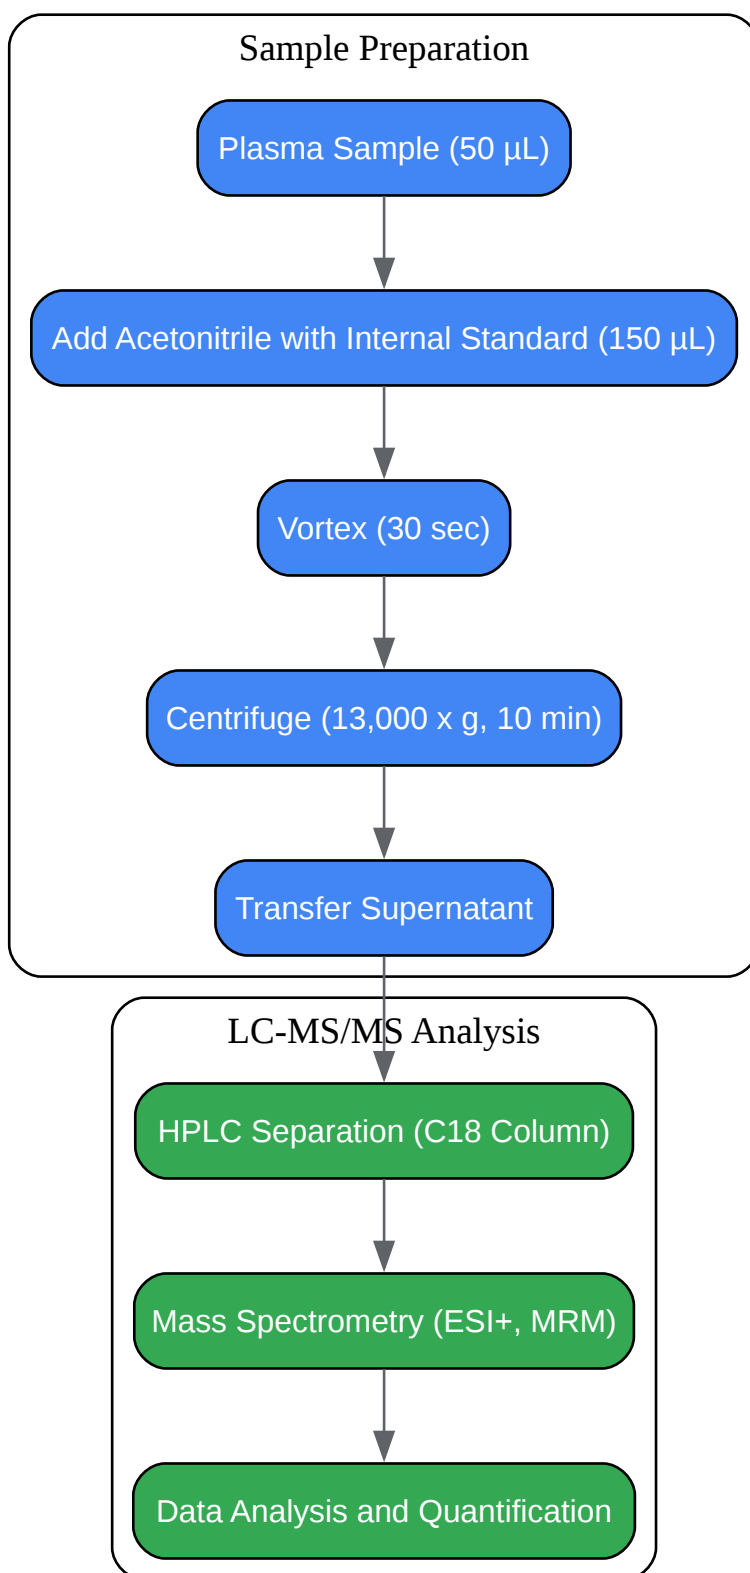 Sample Preparation
Plasma Sample (50 µL)
Add Acetonitrile with Internal Standard (150 µL)
Vortex (30 sec)
Centrifuge (13,000 x g, 10 min)
Transfer Supernatant
LC-MS/MS Analysis
HPLC Separation (C18 Column)
Mass Spectrometry (ESI+, MRM)
Data Analysis and Quantification